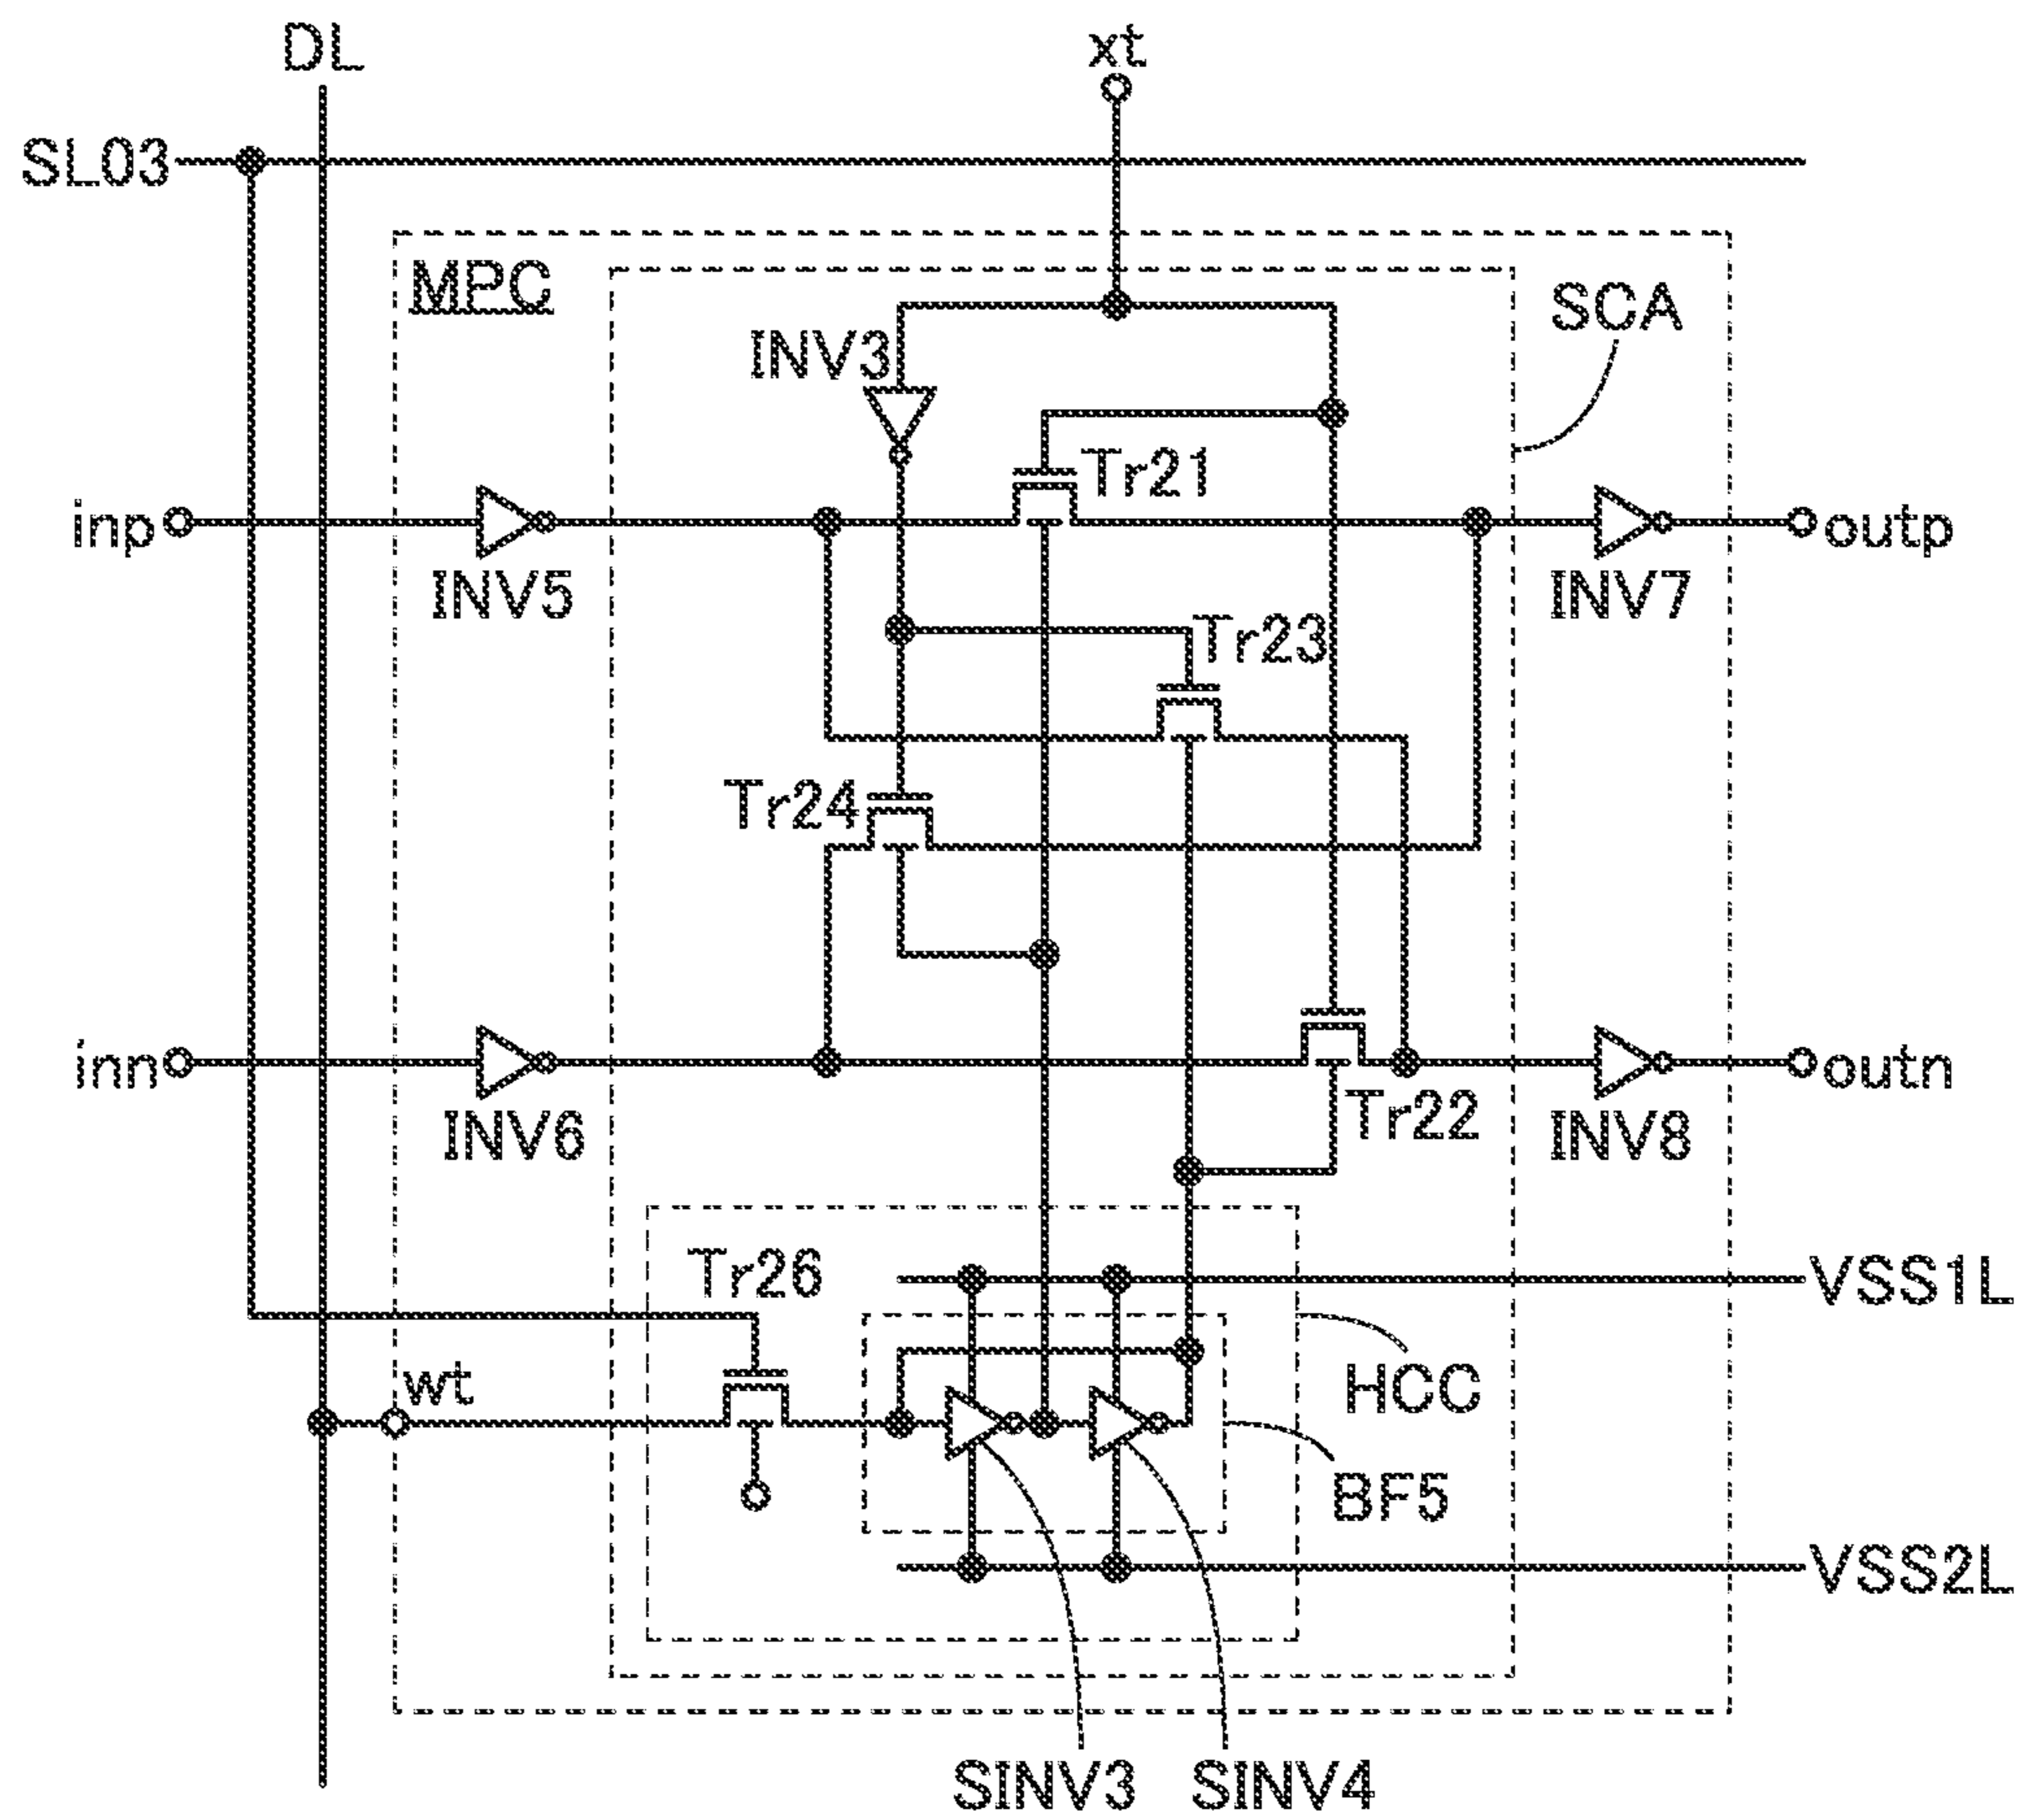 DL
xt
SL03
MPC
SCA
INV3
Tr21
inp
outp
INV5
INV7
Tr23
Tr24
inn
outn
INV6
Tr22
INV8
Tr26
VSS1L
wt
HCC
BF5
VSS2L
SINV3
SINV4